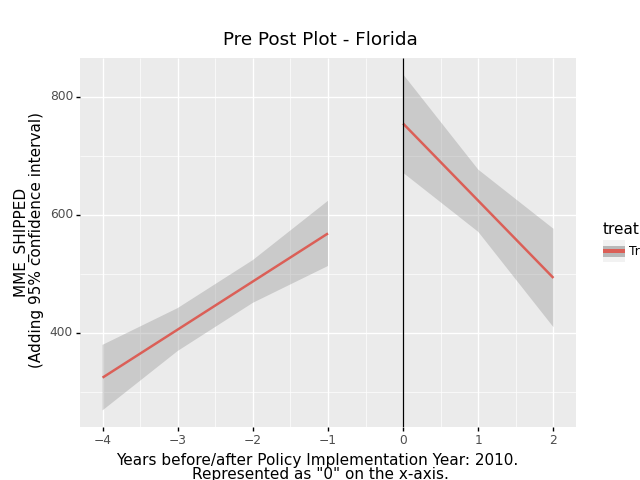 Pre Post Plot - Florida
800
600
400
MME_SHIPPED
(Adding 95% confidence interval)
−4
−3
−2
−1
0
1
2
Years before/after Policy Implementation Year: 2010.
Represented as "0" on the x-axis.
treat
Tr